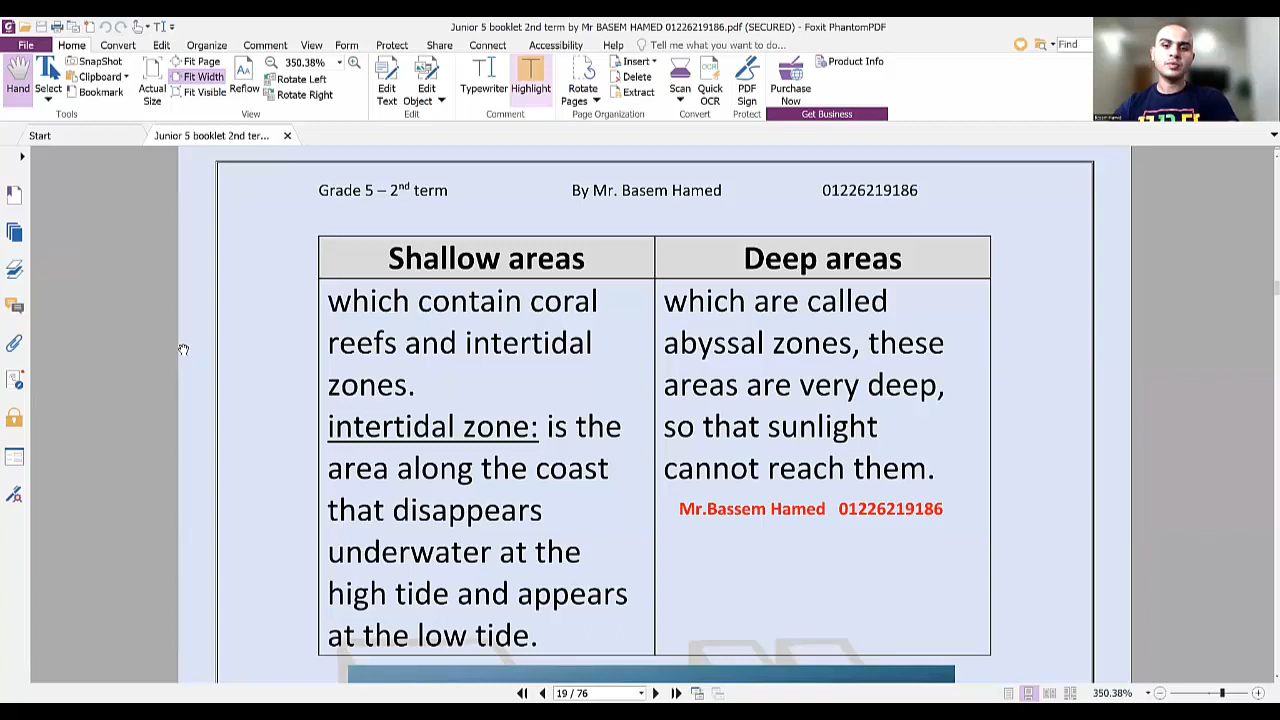 Junior 5 booklet 2nd term by Mr BASEM HAMED 01226219186.pdf (SECURED) - Foxit PhantomPDF
File Home Convert Edit Organize Comment View Form Protect Share Connect Accessibility Help Tell me what you want to do... Find
Hand
Select
SnapShot
Clipboard
Bookmark
Tools
Actual Size
Fit Page
Fit Width
Fit Visible
Reflow
350.38%
Rotate Left
Rotate Right
View
Edit Text
Edit Object
Edit
Typewriter
Highlight
Comment
Rotate Pages
Insert
Delete
Extract
Page Organization
Scan
Quick OCR
Convert
PDF Sign
Protect
Purchase Now
Product Info
Get Business
Start
Junior 5 booklet 2nd ter...
Grade 5 – 2nd term By Mr. Basem Hamed 01226219186
Shallow areas
which contain coral
reefs and intertidal
zones.
intertidal zone: is the
area along the coast
that disappears
underwater at the
high tide and appears
at the low tide.
Deep areas
which are called
abyssal zones, these
areas are very deep,
so that sunlight
cannot reach them.
Mr.Bassem Hamed 01226219186
19 / 76
350.38%